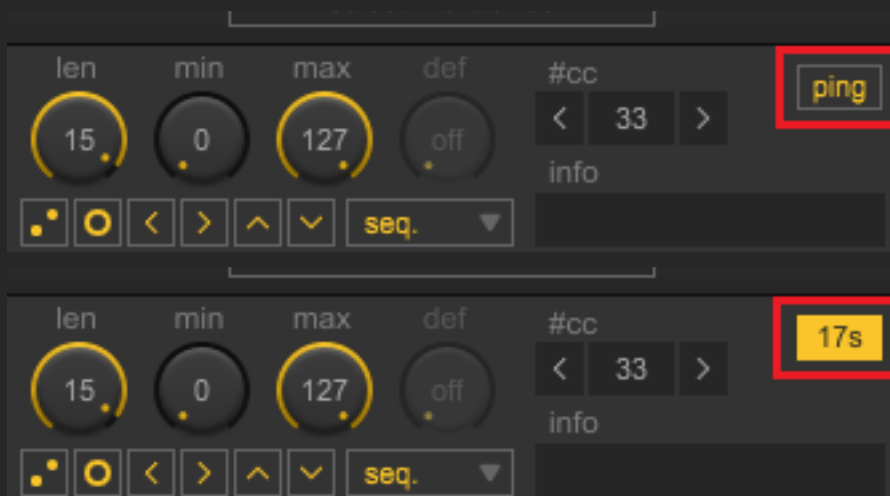 len min max def #cc ping
15 0 127 off < 33 >
info
seq.
len min max def #cc 17s
15 0 127 off < 33 >
info
seq.